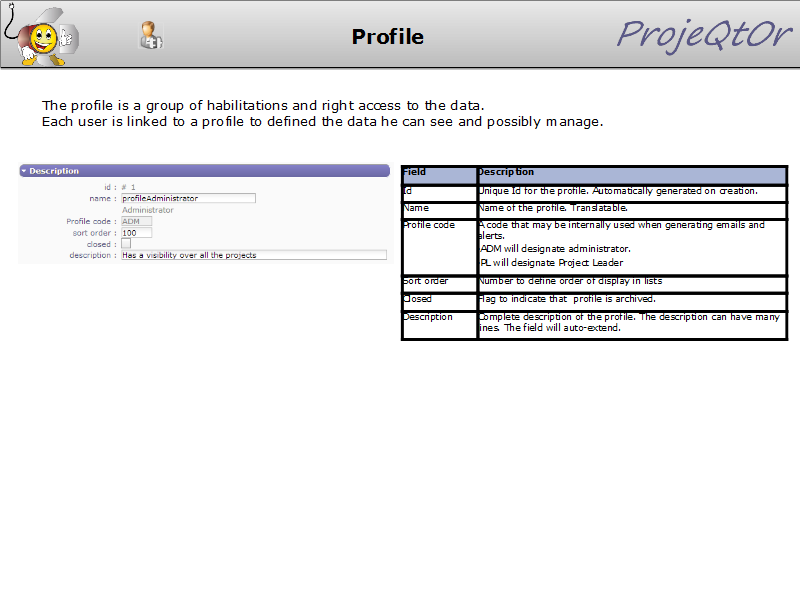 Profile
ProjeQtOr
The profile is a group of habilitations and right access to the data.
Each user is linked to a profile to defined the data he can see and possibly manage.
Description
id : # 1
name : profileAdministrator
Administrator
Profile code : ADM
sort order : 100
closed :
description : Has a visibility over all the projects
Field Description
Id Unique Id for the profile. Automatically generated on creation.
Name Name of the profile. Translatable.
Profile code A code that may be internally used when generating emails and
alerts.
ADM will designate administrator.
PL will designate Project Leader
Sort order Number to define order of display in lists
Closed Flag to indicate that profile is archived.
Description Complete description of the profile. The description can have many
lines. The field will auto-extend.